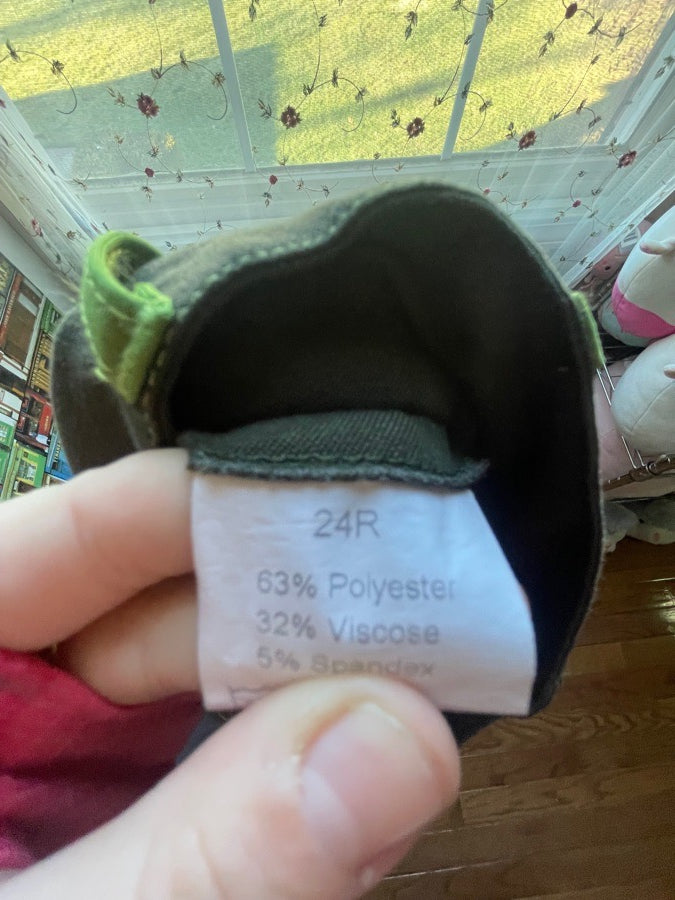 24R
63% Polyester
32% Viscose
5% Spandex